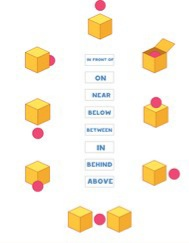 IN FRONT OF
ON
NEAR
BELOW
BETWEEN
IN
BEHIND
ABOVE